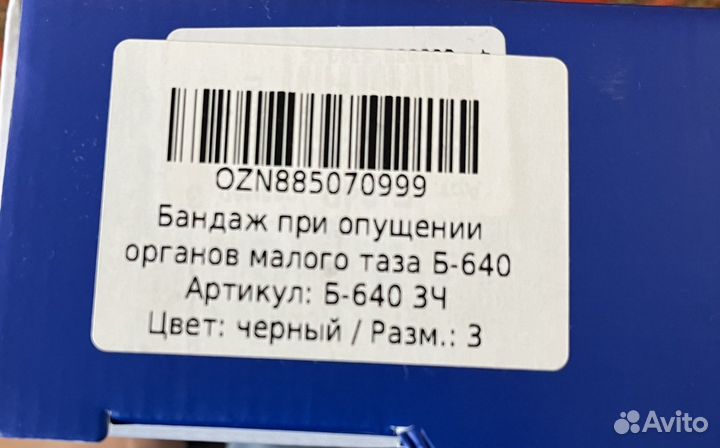 OZN885070999
Бандаж при опущении
органов малого таза Б-640
Артикул: Б-640 3Ч
Цвет: черный / Разм.: 3
Avito